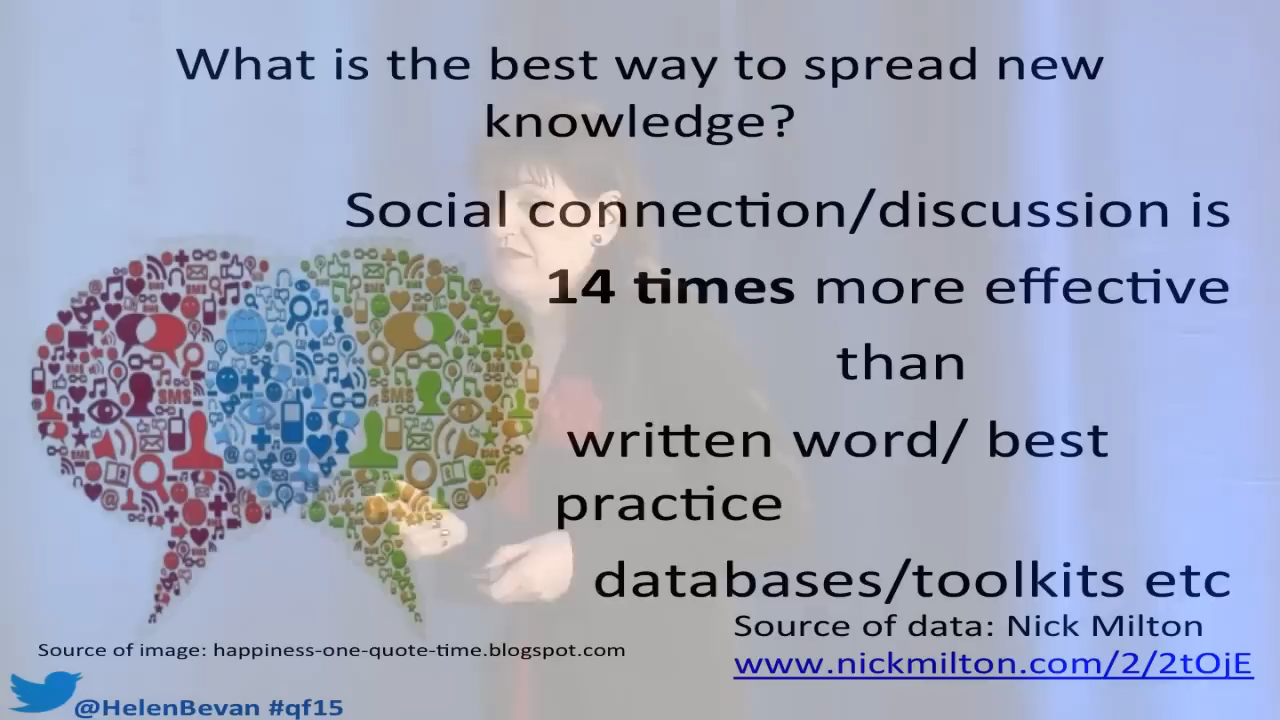 What is the best way to spread new
knowledge?
Social connection/discussion is
14 times more effective
than
written word/ best
practice
databases/toolkits etc
Source of data: Nick Milton
www.nickmilton.com/2/2tOjE
Source of image: happiness-one-quote-time.blogspot.com
@HelenBevan #qf15
SMS
SMS